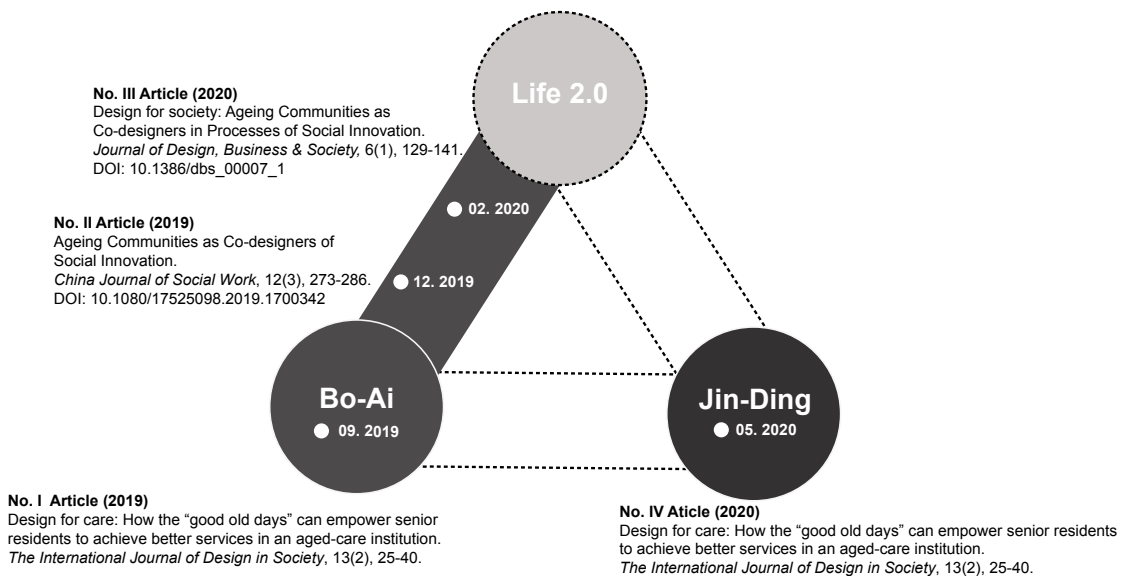 Life 2.0
No. III Article (2020)
Design for society: Ageing Communities as
Co-designers in Processes of Social Innovation.
Journal of Design, Business & Society, 6(1), 129-141.
DOI: 10.1386/dbs_00007_1
02. 2020
No. II Article (2019)
Ageing Communities as Co-designers of
Social Innovation.
China Journal of Social Work, 12(3), 273-286.
DOI: 10.1080/17525098.2019.1700342
12. 2019
Bo-Ai
09. 2019
Jin-Ding
05. 2020
No. I Article (2019)
Design for care: How the “good old days” can empower senior
residents to achieve better services in an aged-care institution.
The International Journal of Design in Society, 13(2), 25-40.
No. IV Aticle (2020)
Design for care: How the “good old days” can empower senior residents
to achieve better services in an aged-care institution.
The International Journal of Design in Society, 13(2), 25-40.